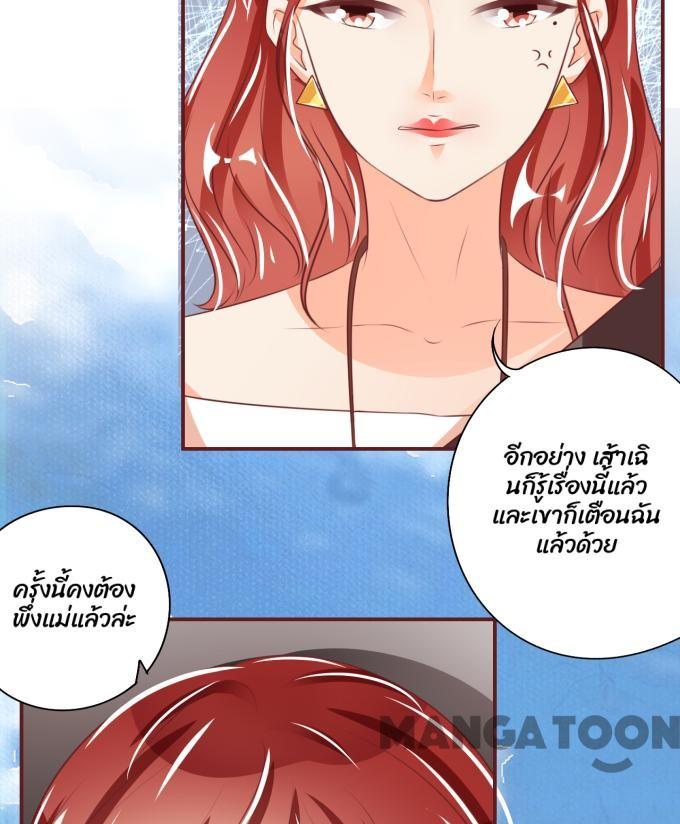 อีกอย่าง เส้าเฉิ
นก็รู้เรื่องนี้แล้ว
และเขาก็เตือนฉัน
แล้วด้วย
ครั้งนี้คงต้อง
พึ่งแม่แล้วล่ะ
MANGATOON